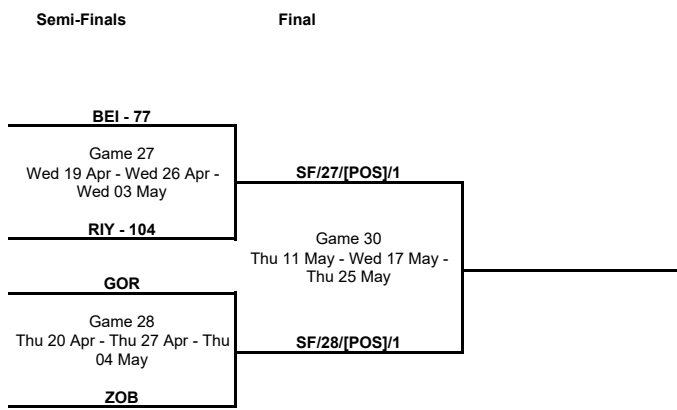 Semi-Finals
Final
BEI - 77
Game 27
Wed 19 Apr - Wed 26 Apr -
Wed 03 May
RIY - 104
SF/27/[POS]/1
Game 30
Thu 11 May - Wed 17 May -
Thu 25 May
GOR
Game 28
Thu 20 Apr - Thu 27 Apr - Thu
04 May
ZOB
SF/28/[POS]/1